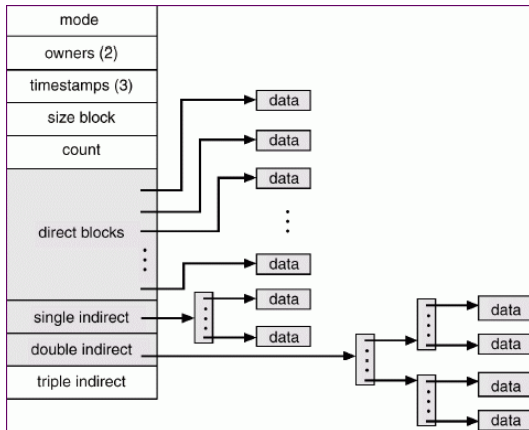 mode
owners (2)
timestamps (3)
size block
count
direct blocks
single indirect
double indirect
triple indirect
data
data
data
data
data
data
data
data
data
data